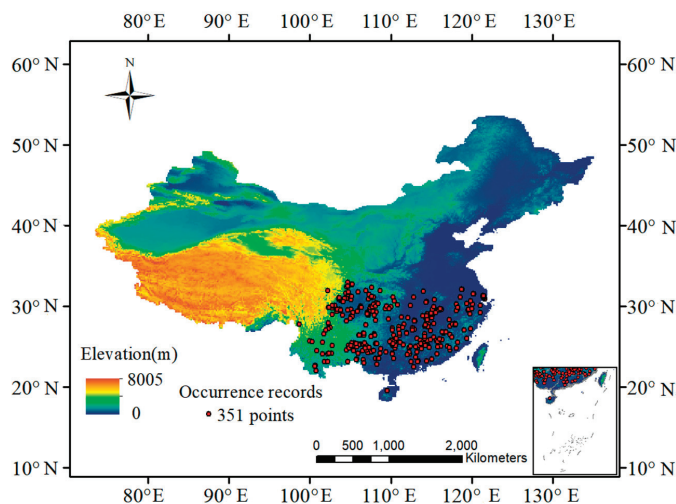 80° E 90° E 100° E 110° E 120° E 130° E
60° N 60° N
N
50° N 50° N
40° N 40° N
30° N 30° N
Elevation(m)
8005
0
Occurrence records
351 points
20° N 20° N
0 500 1,000 2,000
Kilometers
10° N 10° N
80° E 90° E 100° E 110° E 120° E 130° E